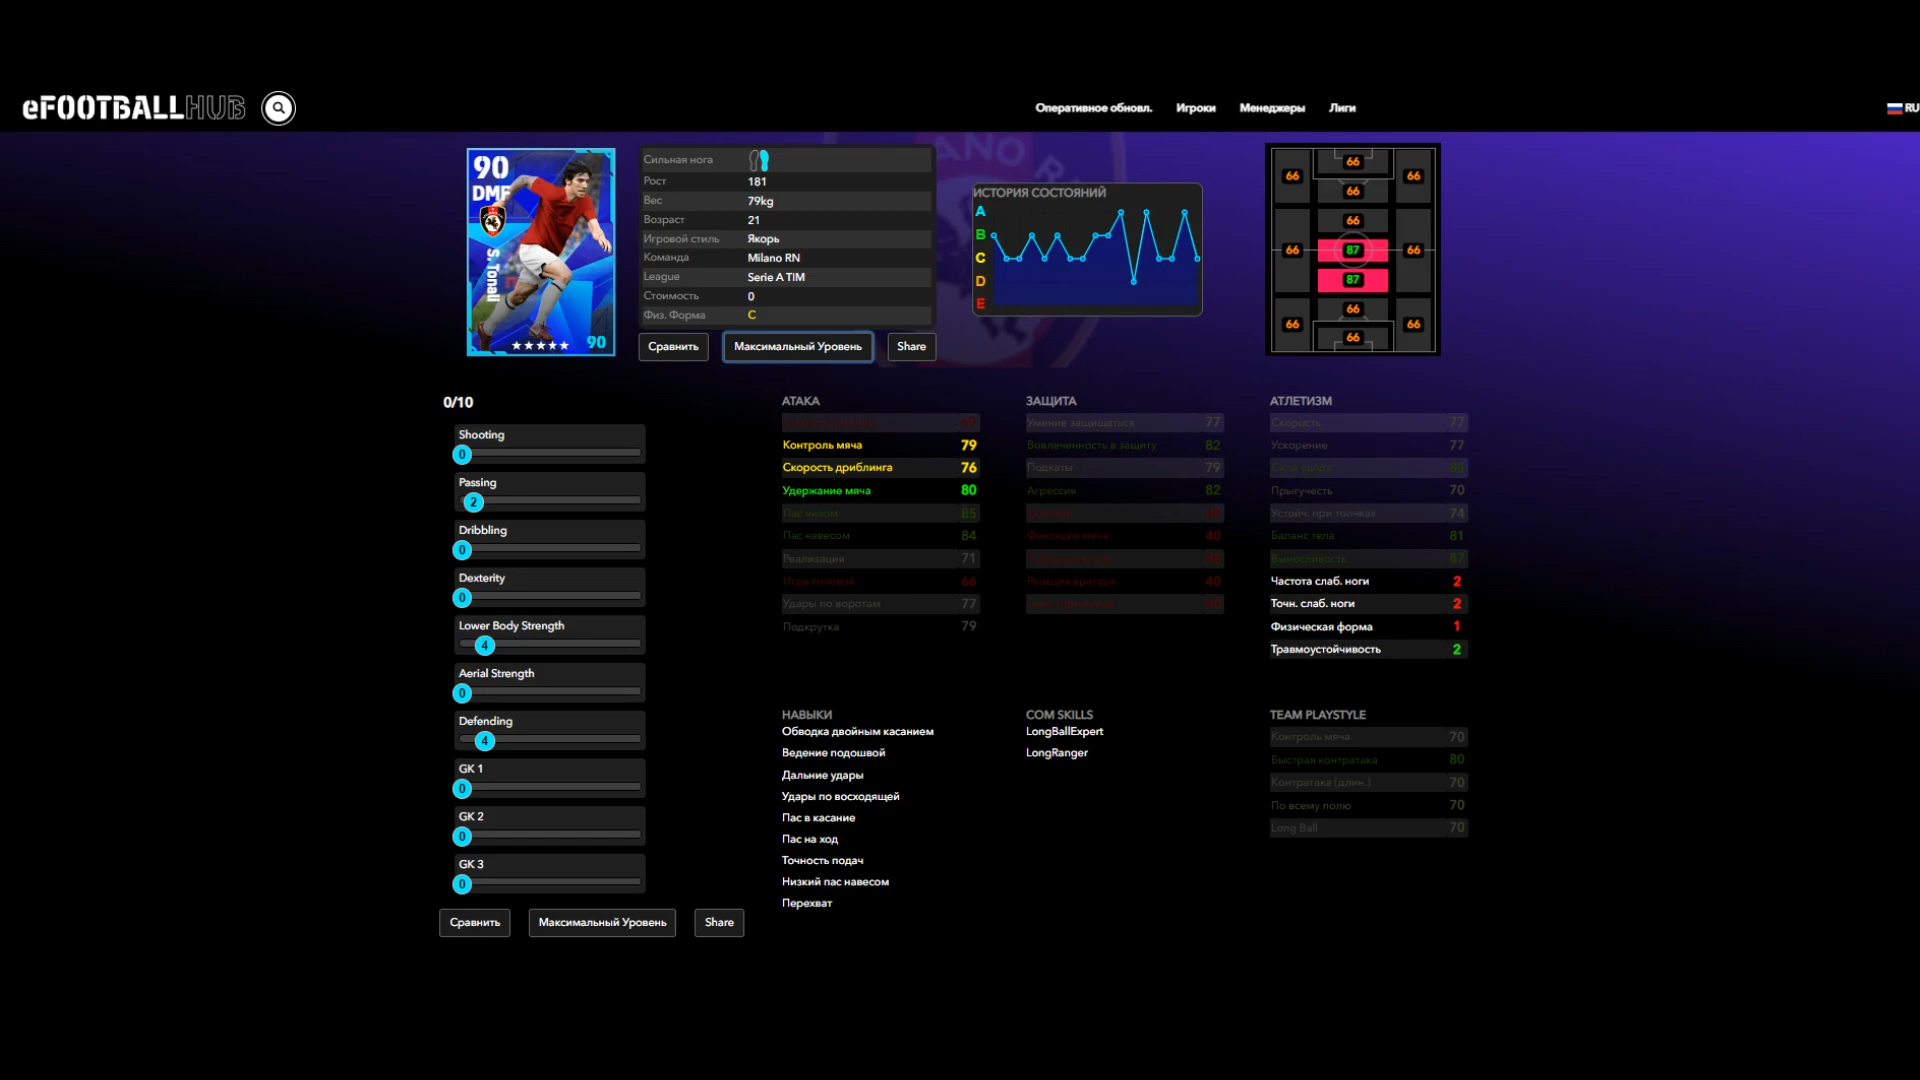 eFOOTBALLHUB
Оперативное обновл. Игроки Менеджеры Лиги
RU
90
DMF
S. Tonali
90
Сильная нога
Рост 181
Вес 79kg
Возраст 21
Игровой стиль Якорь
Команда Milano RN
League Serie A TIM
Стоимость 0
Физ. Форма C
Сравнить Максимальный Уровень Share
ИСТОРИЯ СОСТОЯНИЙ
A
B
C
D
E
66
66 66
66
66
66 87 66
87
66
66 66
66
0/10
Shooting
0
Passing
2
Dribbling
0
Dexterity
0
Lower Body Strength
4
Aerial Strength
0
Defending
4
GK 1
0
GK 2
0
GK 3
0
Сравнить Максимальный Уровень Share
АТАКА
Контроль мяча 79
Скорость дриблинга 76
Удержание мяча 80
Пас низом 85
Пас навесом 84
Реализация 71
Игра головой 66
Удары по воротам 77
Подкрутка 79
ЗАЩИТА
Умение защищаться 77
Вовлеченность в защиту 82
Подкаты 79
Агрессия 82
Фиксация мяча 40
Реакция вратаря 40
АТЛЕТИЗМ
Скорость 77
Ускорение 77
Сила удара 85
Прыгучесть 70
Устойч. при толчках 74
Баланс тела 81
Выносливость 87
Частота слаб. ноги 2
Точн. слаб. ноги 2
Физическая форма 1
Травмоустойчивость 2
НАВЫКИ
Обводка двойным касанием
Ведение подошвой
Дальние удары
Удары по восходящей
Пас в касание
Пас на ход
Точность подач
Низкий пас навесом
Перехват
COM SKILLS
LongBallExpert
LongRanger
TEAM PLAYSTYLE
Контроль мяча 70
Быстрая контратака 80
Контратака (длин.) 70
По всему полю 70
Long Ball 70